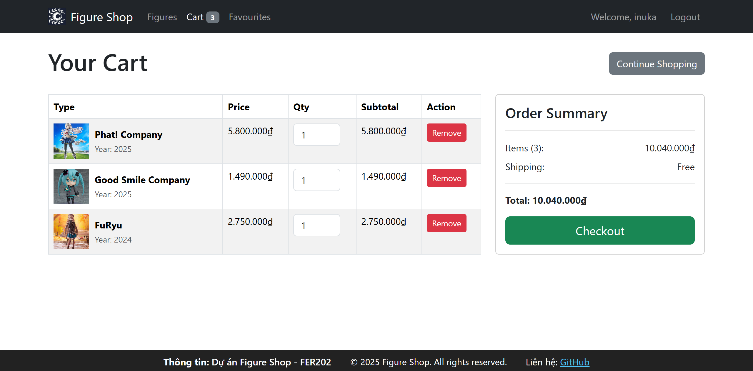 Figure Shop Figures Cart 3 Favourites Welcome, inuka Logout
Your Cart
Continue Shopping
Type Price Qty Subtotal Action
Phat! Company
Year: 2025
5.800.000₫ 1 5.800.000₫ Remove
Good Smile Company
Year: 2025
1.490.000₫ 1 1.490.000₫ Remove
FuRyu
Year: 2024
2.750.000₫ 1 2.750.000₫ Remove
Order Summary
Items (3): 10.040.000₫
Shipping: Free
Total: 10.040.000₫
Checkout
Thông tin: Dự án Figure Shop - FER202 © 2025 Figure Shop. All rights reserved. Liên hệ: GitHub